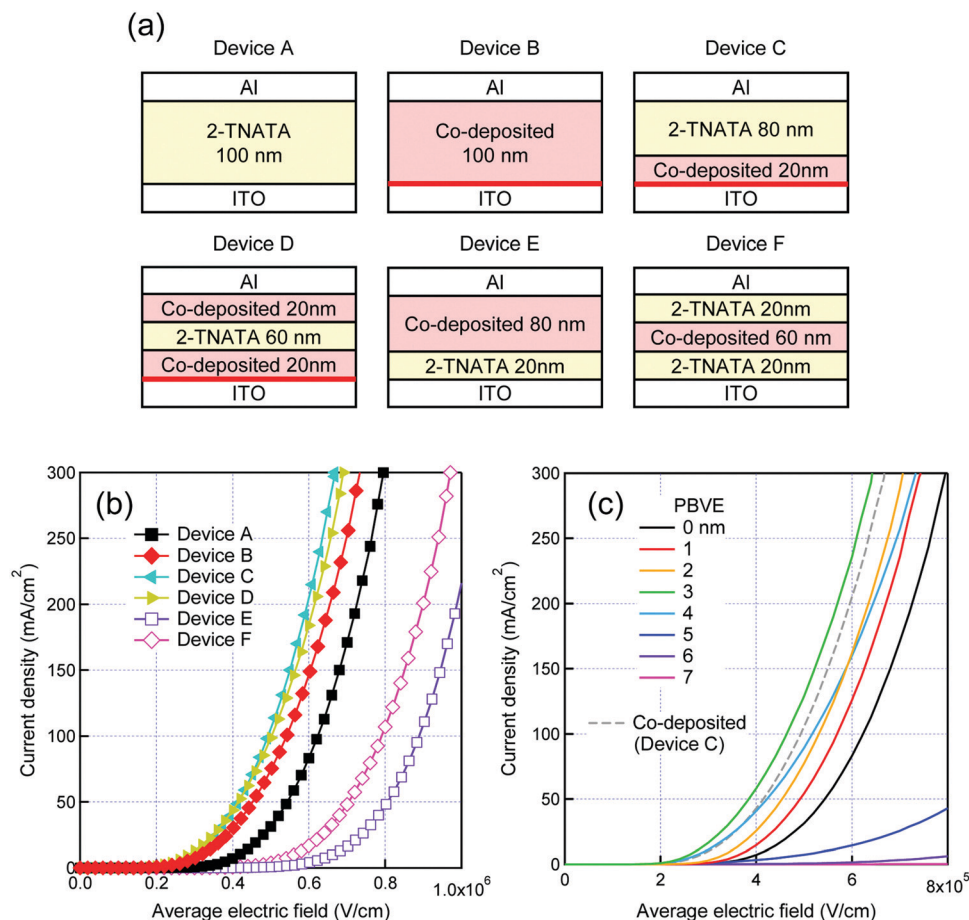 (a)
Device A
Device B
Device C
Al
Al
Al
2-TNATA
100 nm
Co-deposited
100 nm
2-TNATA 80 nm
Co-deposited 20nm
ITO
ITO
ITO
Device D
Device E
Device F
Al
Al
Al
Co-deposited 20nm
2-TNATA 60 nm
Co-deposited 20nm
Co-deposited 80 nm
2-TNATA 20nm
2-TNATA 20nm
Co-deposited 60 nm
2-TNATA 20nm
ITO
ITO
ITO
(b)
300
250
200
150
100
50
0
Current density (mA/cm²)
Device A
Device B
Device C
Device D
Device E
Device F
0.0
0.2
0.4
0.6
0.8
1.0x10⁶
Average electric field (V/cm)
(c)
300
250
200
150
100
50
0
Current density (mA/cm²)
PBVE
0 nm
1
2
3
4
5
6
7
Co-deposited
(Device C)
0
2
4
6
8x10⁵
Average electric field (V/cm)